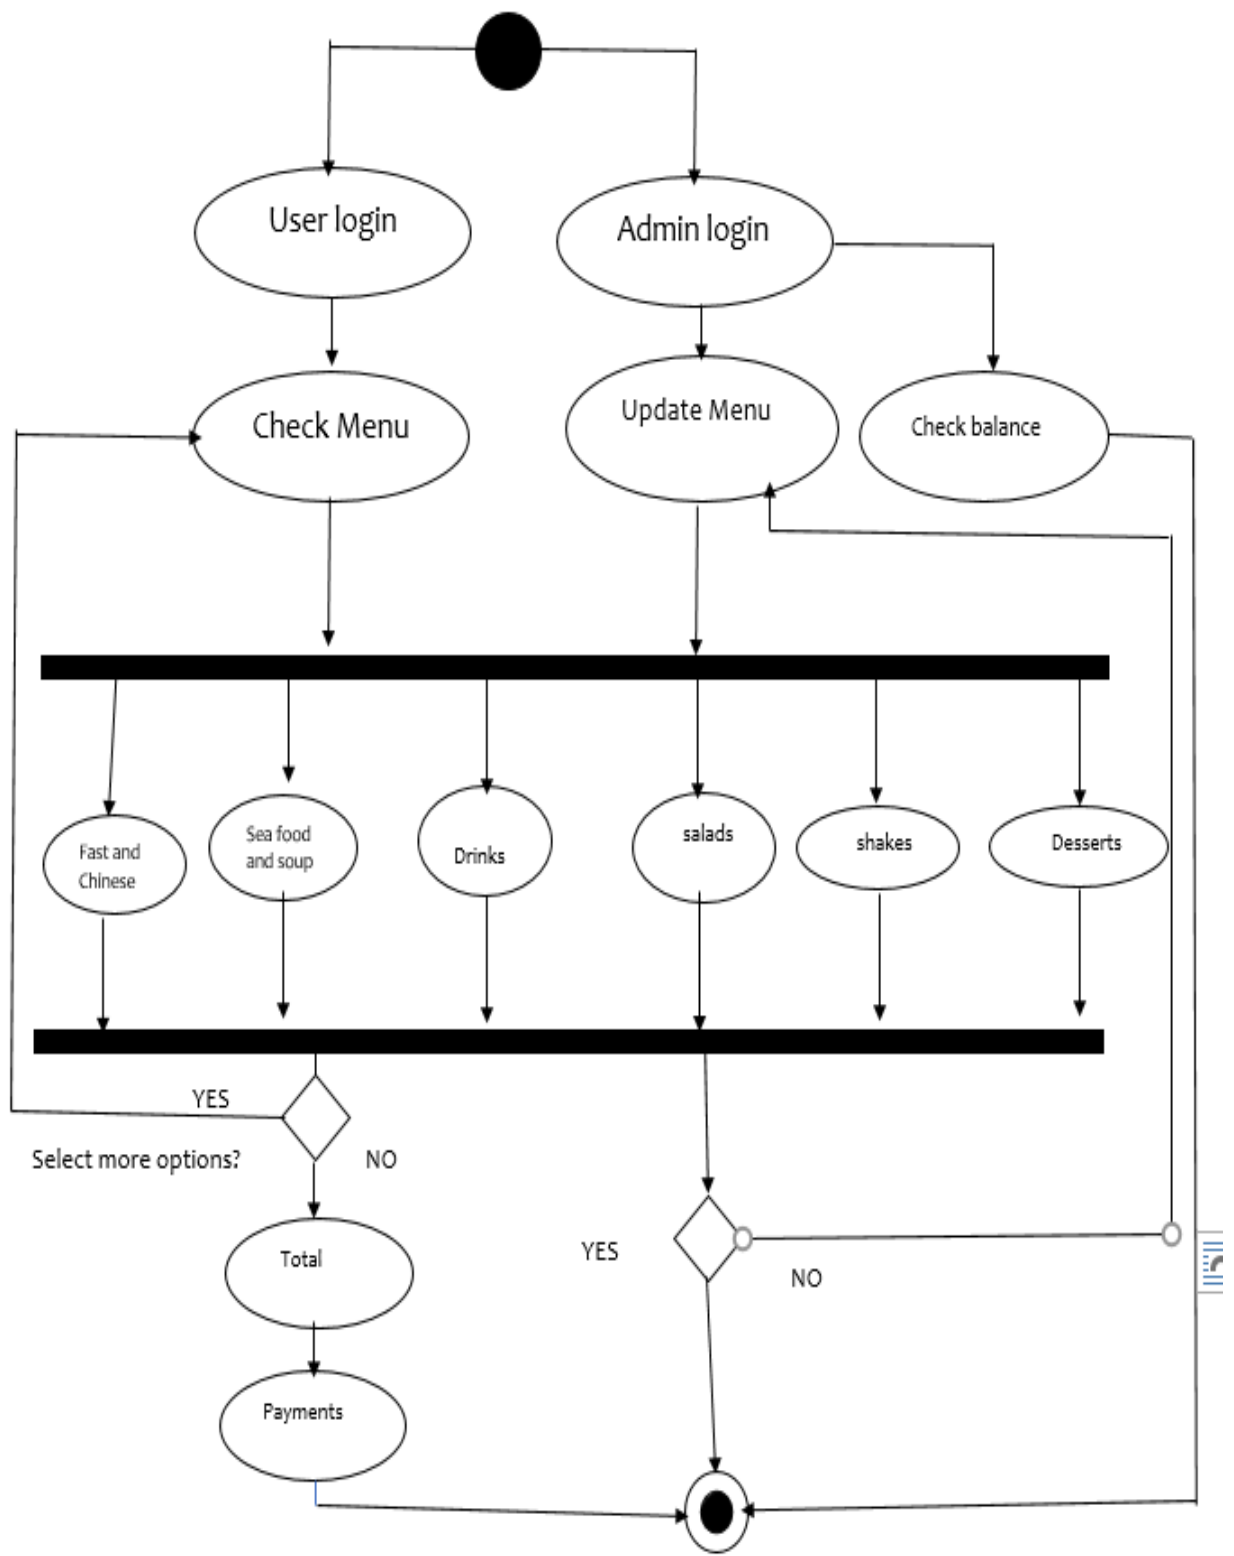 User login
Admin login
Check Menu
Update Menu
Check balance
Fast and
Chinese
Sea food
and soup
Drinks
salads
shakes
Desserts
YES
Select more options?
NO
Total
YES
NO
Payments